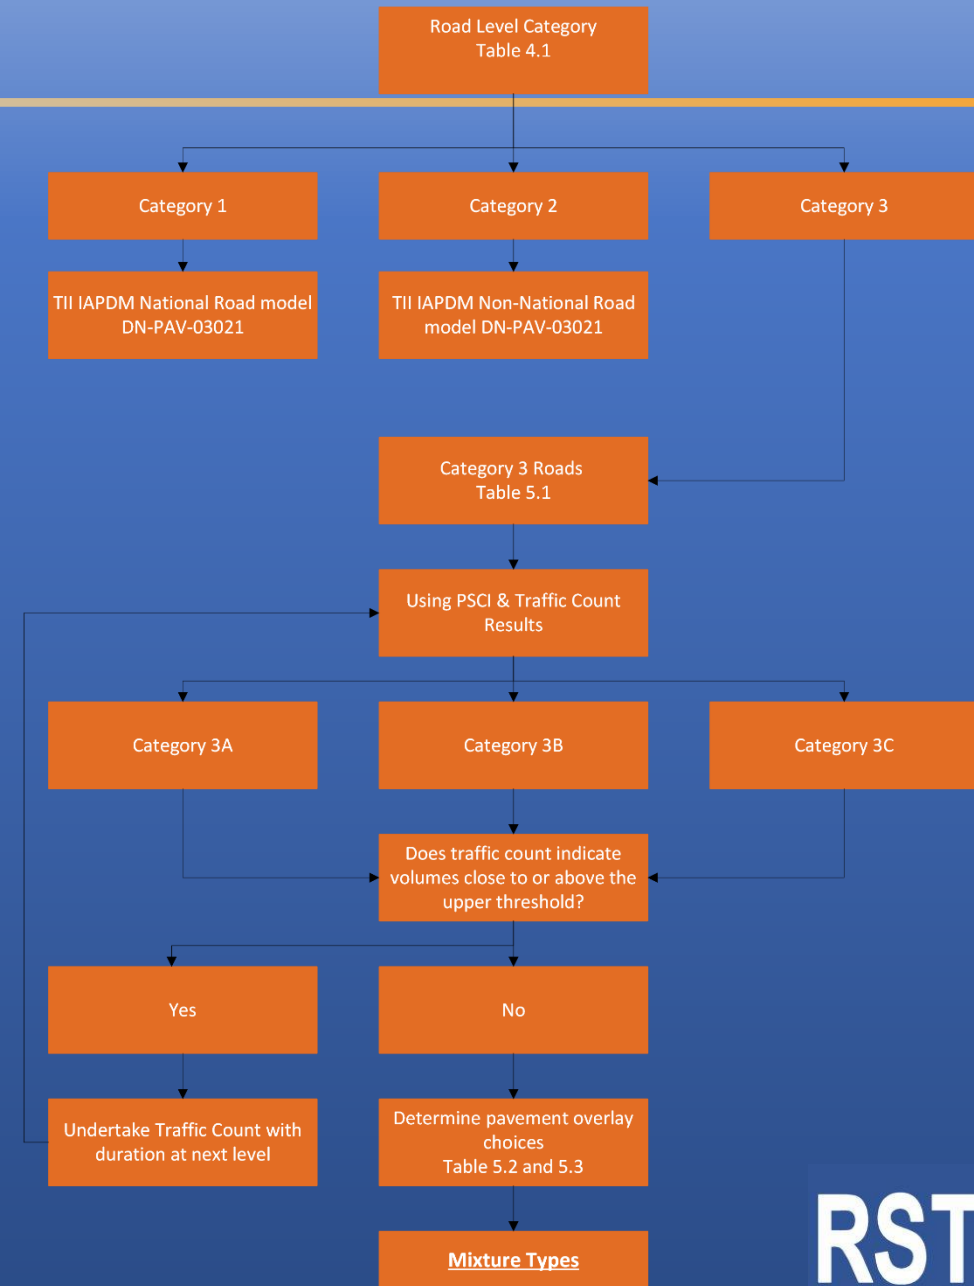 Road Level Category
Table 4.1
Category 1
Category 2
Category 3
TII IAPDM National Road model
DN-PAV-03021
TII IAPDM Non-National Road
model DN-PAV-03021
Category 3 Roads
Table 5.1
Using PSCI & Traffic Count
Results
Category 3A
Category 3B
Category 3C
Does traffic count indicate
volumes close to or above the
upper threshold?
Yes
No
Undertake Traffic Count with
duration at next level
Determine pavement overlay
choices
Table 5.2 and 5.3
Mixture Types
RST